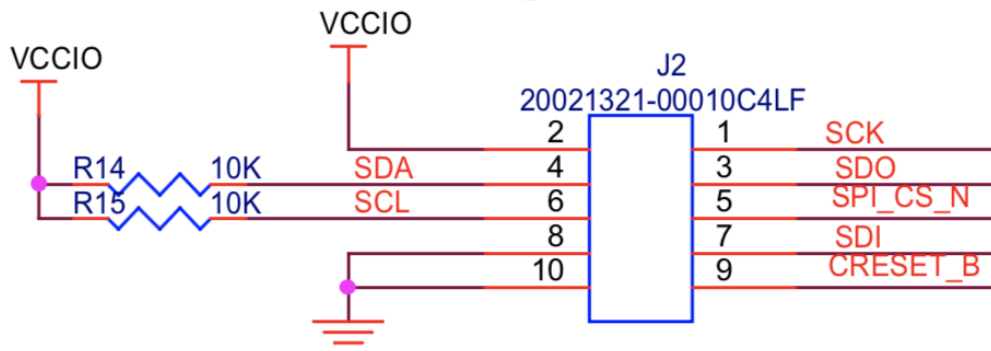 VCCIO
VCCIO
J2
20021321-00010C4LF
2 1 SCK
R14 10K SDA 4 3 SDO
R15 10K SCL 6 5 SPI_CS_N
8 7 SDI
10 9 CRESET_B